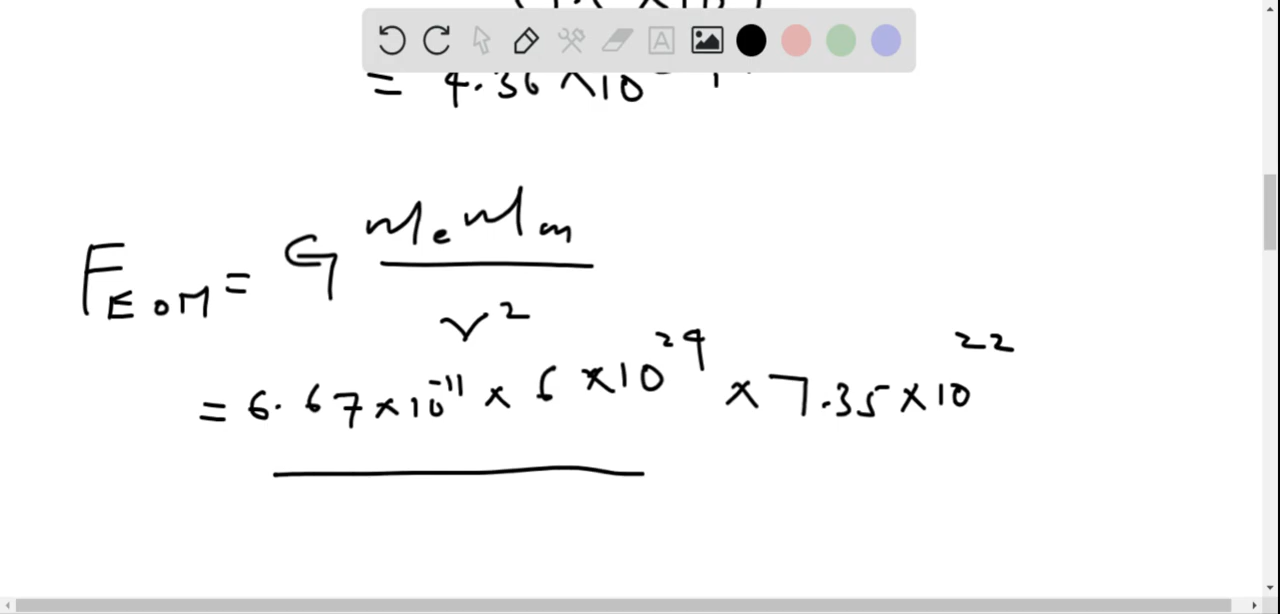 = 4.36 × 10
F_EOM = G M_e M_m
r²
= 6.67 × 10⁻¹¹ × 6 × 10²⁴ × 7.35 × 10²²